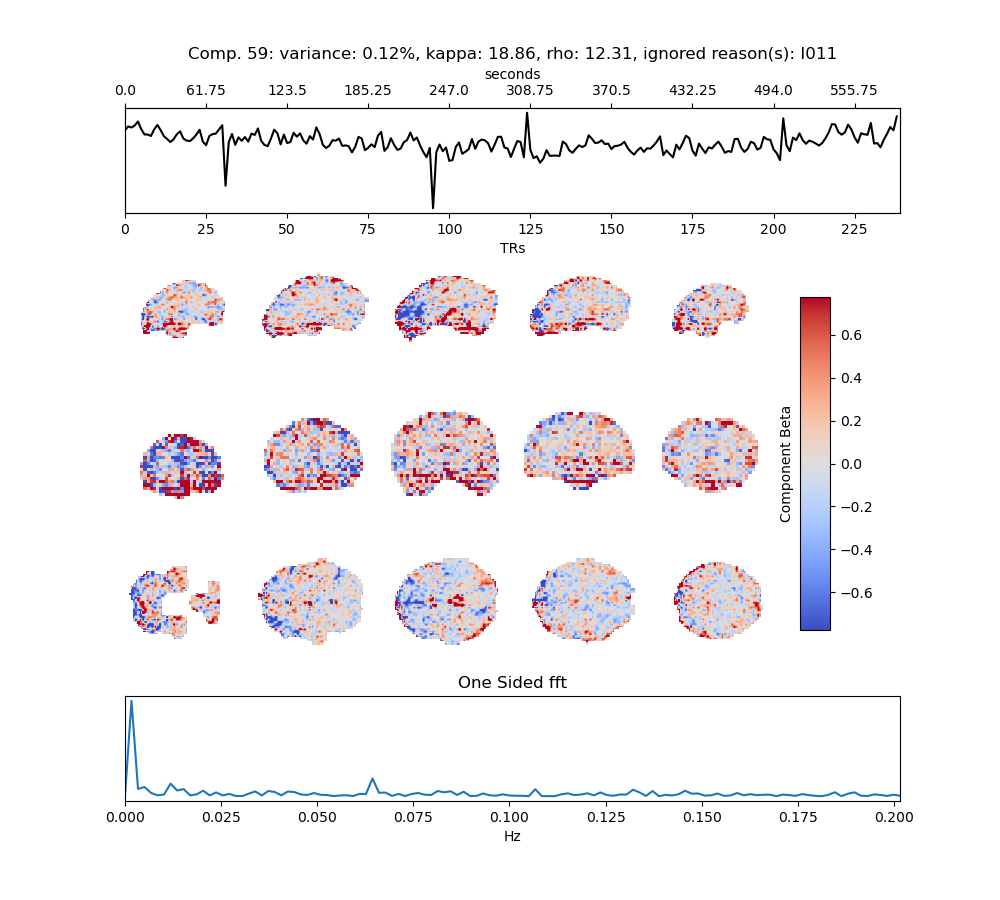 Comp. 59: variance: 0.12%, kappa: 18.86, rho: 12.31, ignored reason(s): I011
seconds
0.0 61.75 123.5 185.25 247.0 308.75 370.5 432.25 494.0 555.75
0 25 50 75 100 125 150 175 200 225
TRs
0.6
0.4
0.2
0.0
−0.2
−0.4
−0.6
Component Beta
One Sided fft
0.000 0.025 0.050 0.075 0.100 0.125 0.150 0.175 0.200
Hz